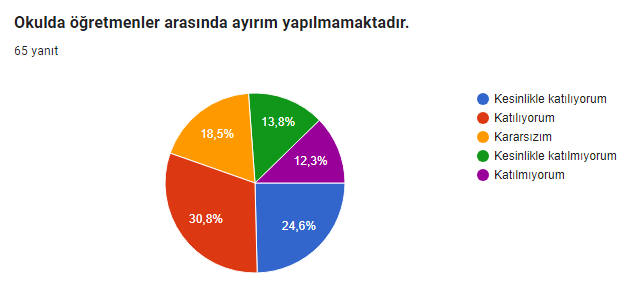 Okulda öğretmenler arasında ayırım yapılmamaktadır.
65 yanıt
Kesinlikle katılıyorum
Katılıyorum
Kararsızım
Kesinlikle katılmıyorum
Katılmıyorum
18,5%
13,8%
12,3%
30,8%
24,6%